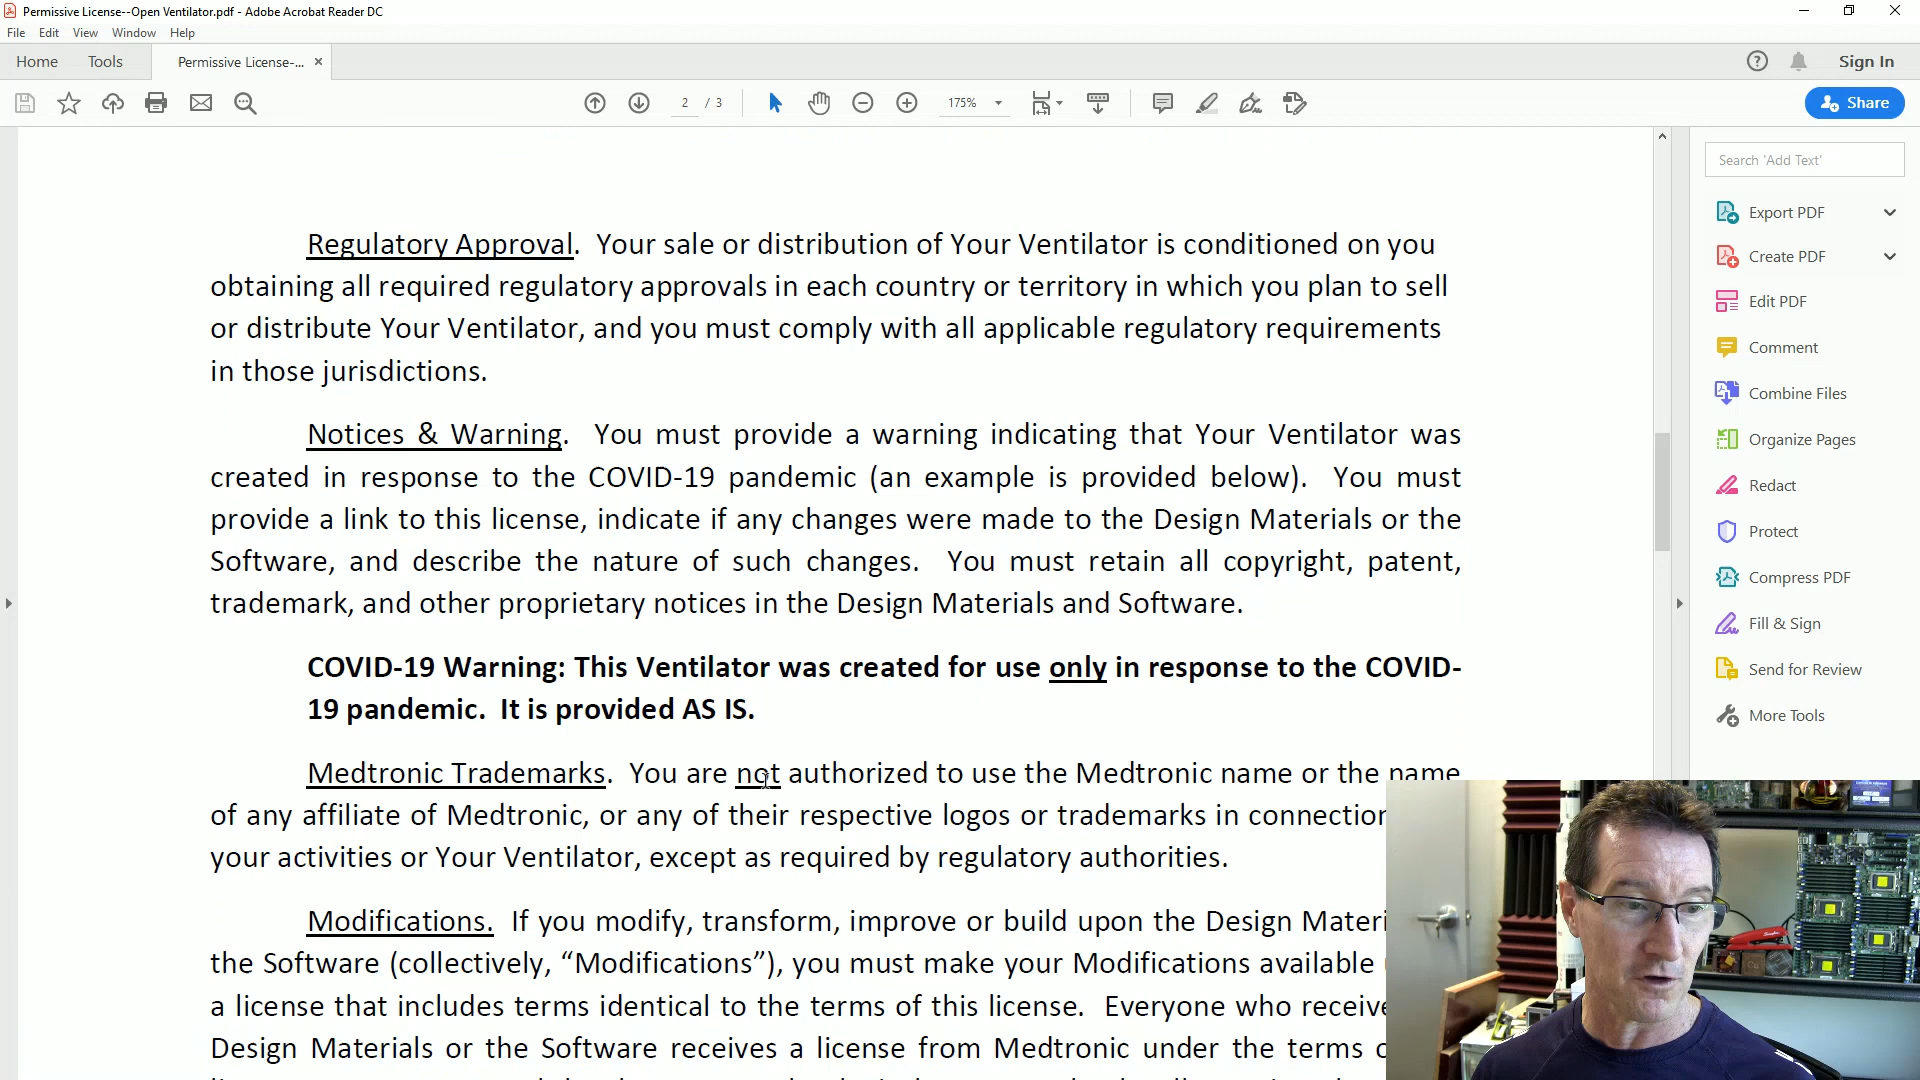 Permissive License--Open Ventilator.pdf - Adobe Acrobat Reader DC
File Edit View Window Help
Home Tools Permissive License-... × Sign In
2 / 3 175% Share
Search 'Add Text'
Export PDF
Create PDF
Edit PDF
Comment
Combine Files
Organize Pages
Redact
Protect
Compress PDF
Fill & Sign
Send for Review
More Tools
Regulatory Approval. Your sale or distribution of Your Ventilator is conditioned on you
obtaining all required regulatory approvals in each country or territory in which you plan to sell
or distribute Your Ventilator, and you must comply with all applicable regulatory requirements
in those jurisdictions.
Notices & Warning. You must provide a warning indicating that Your Ventilator was
created in response to the COVID-19 pandemic (an example is provided below). You must
provide a link to this license, indicate if any changes were made to the Design Materials or the
Software, and describe the nature of such changes. You must retain all copyright, patent,
trademark, and other proprietary notices in the Design Materials and Software.
COVID-19 Warning: This Ventilator was created for use only in response to the COVID-
19 pandemic. It is provided AS IS.
Medtronic Trademarks. You are not authorized to use the Medtronic name or the name
of any affiliate of Medtronic, or any of their respective logos or trademarks in connection
your activities or Your Ventilator, except as required by regulatory authorities.
Modifications. If you modify, transform, improve or build upon the Design Materi
the Software (collectively, “Modifications”), you must make your Modifications available
a license that includes terms identical to the terms of this license. Everyone who receive
Design Materials or the Software receives a license from Medtronic under the terms